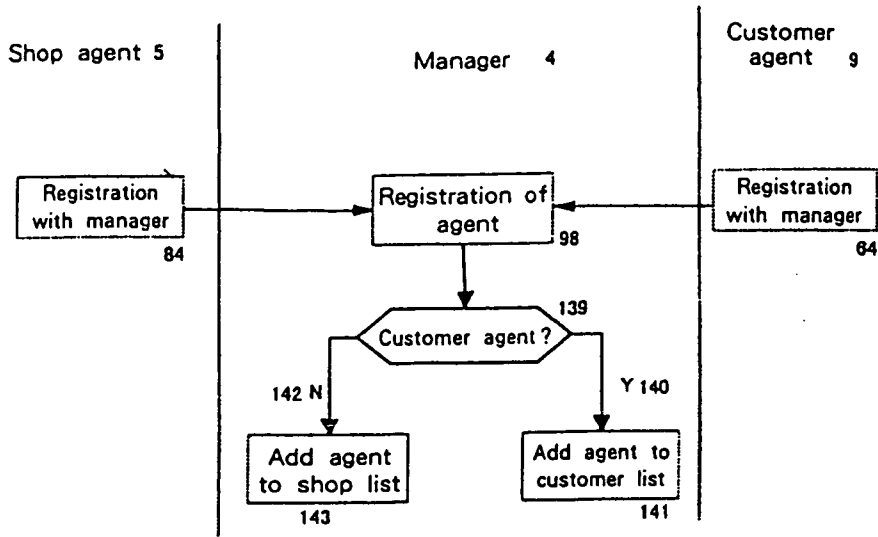 Shop agent 5
Manager 4
Customer
agent 9
Registration
with manager
84
Registration of
agent
98
Registration
with manager
64
139
Customer agent?
142 N
Y 140
Add agent
to shop list
143
Add agent to
customer list
141